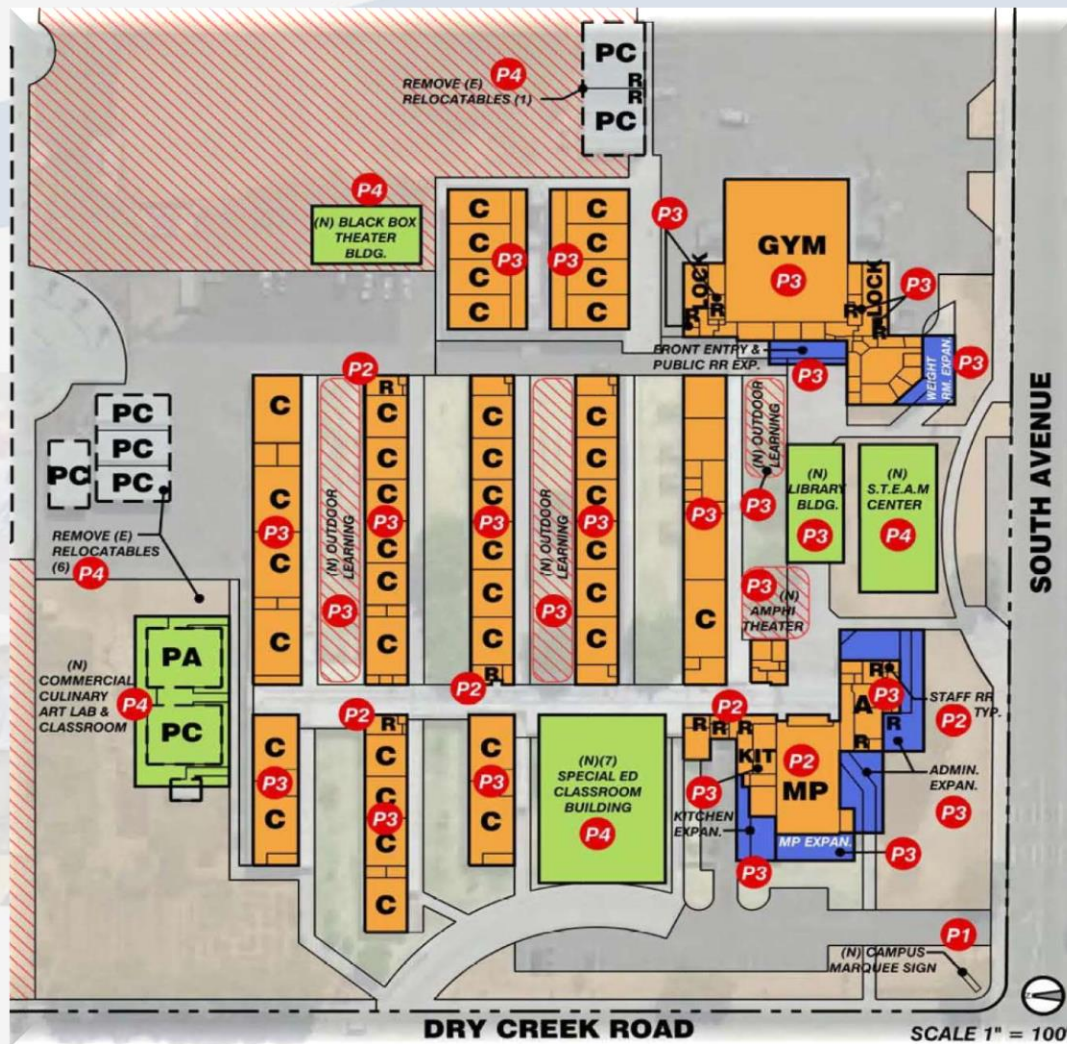 PC
REMOVE (E)
RELOCATABLES (1)
P4
R
R
PC
P4
(N) BLACK BOX
THEATER
BLDG.
C
C
C
C
P3
C
C
C
C
P3
P3
GYM
P3
LOCK
R
R
LOCK
R
R
P3
FRONT ENTRY &
PUBLIC RR EXP.
P3
WEIGHT
RM. EXPAN.
P3
PC
PC
PC
PC
REMOVE (E)
RELOCATABLES
(6)
P4
C
C
P3
C
C
(N) OUTDOOR
LEARNING
P3
P2
R
C
C
C
P3
C
C
C
C
C
C
P3
C
C
C
R
P2
(N) OUTDOOR
LEARNING
P3
C
C
C
P3
C
C
C
P3
C
(N) OUTDOOR
LEARNING
P3
(N)
LIBRARY
BLDG.
P3
(N)
S.T.E.A.M
CENTER
P4
P3
(N)
AMPHI
THEATER
SOUTH AVENUE
(N)
COMMERCIAL
CULINARY
ART LAB &
CLASSROOM
P4
PA
PC
C
P3
C
P2
R
C
C
P3
C
C
C
P3
C
(N)(7)
SPECIAL ED
CLASSROOM
BUILDING
P4
P2
R
R
KIT
P3
KITCHEN
EXPAN.
P3
P2
MP
MP EXPAN.
P3
R
P3
A
R
R
STAFF RR
TYP.
P2
ADMIN.
EXPAN.
P3
P1
(N) CAMPUS
MARQUEE SIGN
DRY CREEK ROAD
SCALE 1" = 100'